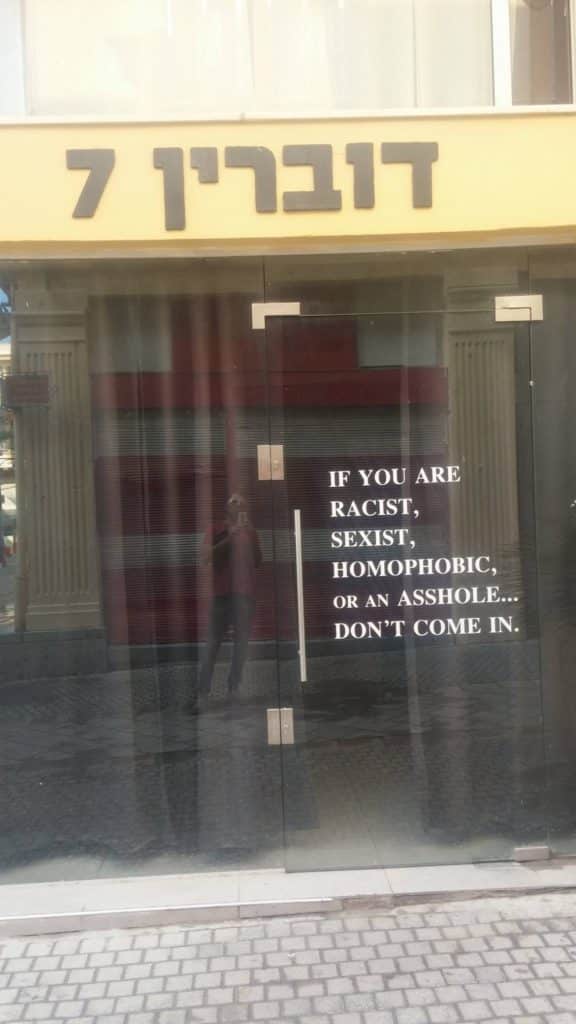 דוברין 7
IF YOU ARE
RACIST,
SEXIST,
HOMOPHOBIC,
OR AN ASSHOLE...
DON'T COME IN.